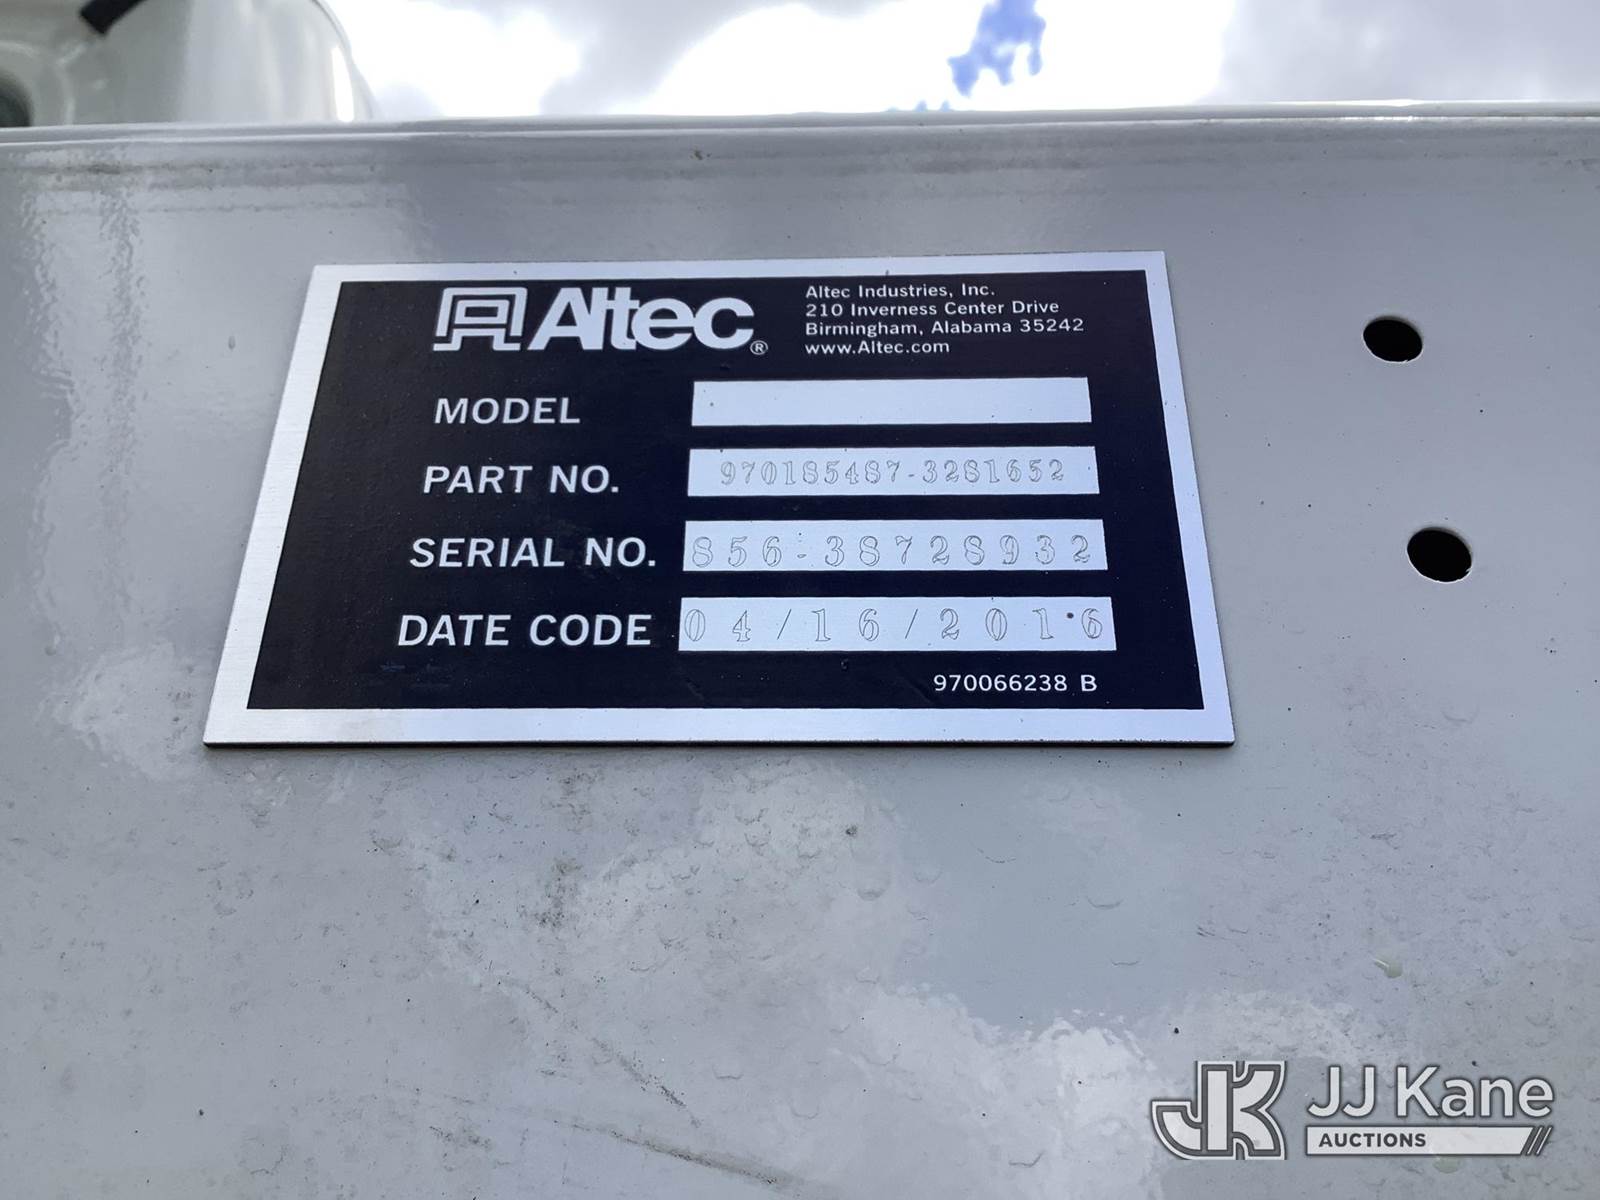 Altec®
Altec Industries, Inc.
210 Inverness Center Drive
Birmingham, Alabama 35242
www.Altec.com
MODEL
PART NO. 970185487-3281652
SERIAL NO. 856-38728932
DATE CODE 04/16/2016
970066238 B
JK JJ Kane
AUCTIONS